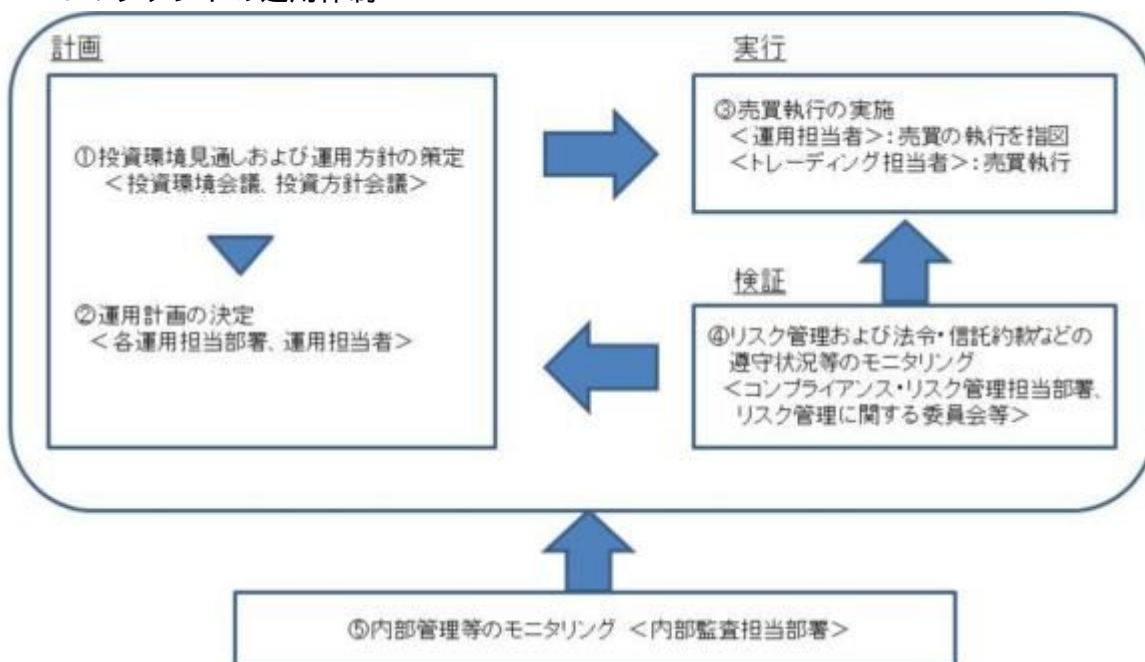 計画
①投資環境見通しおよび運用方針の策定
＜投資環境会議、投資方針会議＞
②運用計画の決定
＜各運用担当部署、運用担当者＞
実行
③売買執行の実施
＜運用担当者＞：売買の執行を指図
＜トレーディング担当者＞：売買執行
検証
④リスク管理および法令・信託約款などの
遵守状況等のモニタリング
＜コンプライアンス・リスク管理担当部署、
リスク管理に関する委員会等＞
⑤内部管理等のモニタリング ＜内部監査担当部署＞